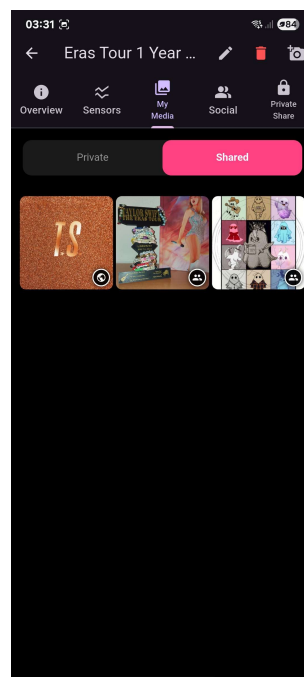 03:31
84
Eras Tour 1 Year ...
Overview
Sensors
My
Media
Social
Private
Share
Private
Shared
T.S
TAYLOR SWIFT
THE ERAS TOUR